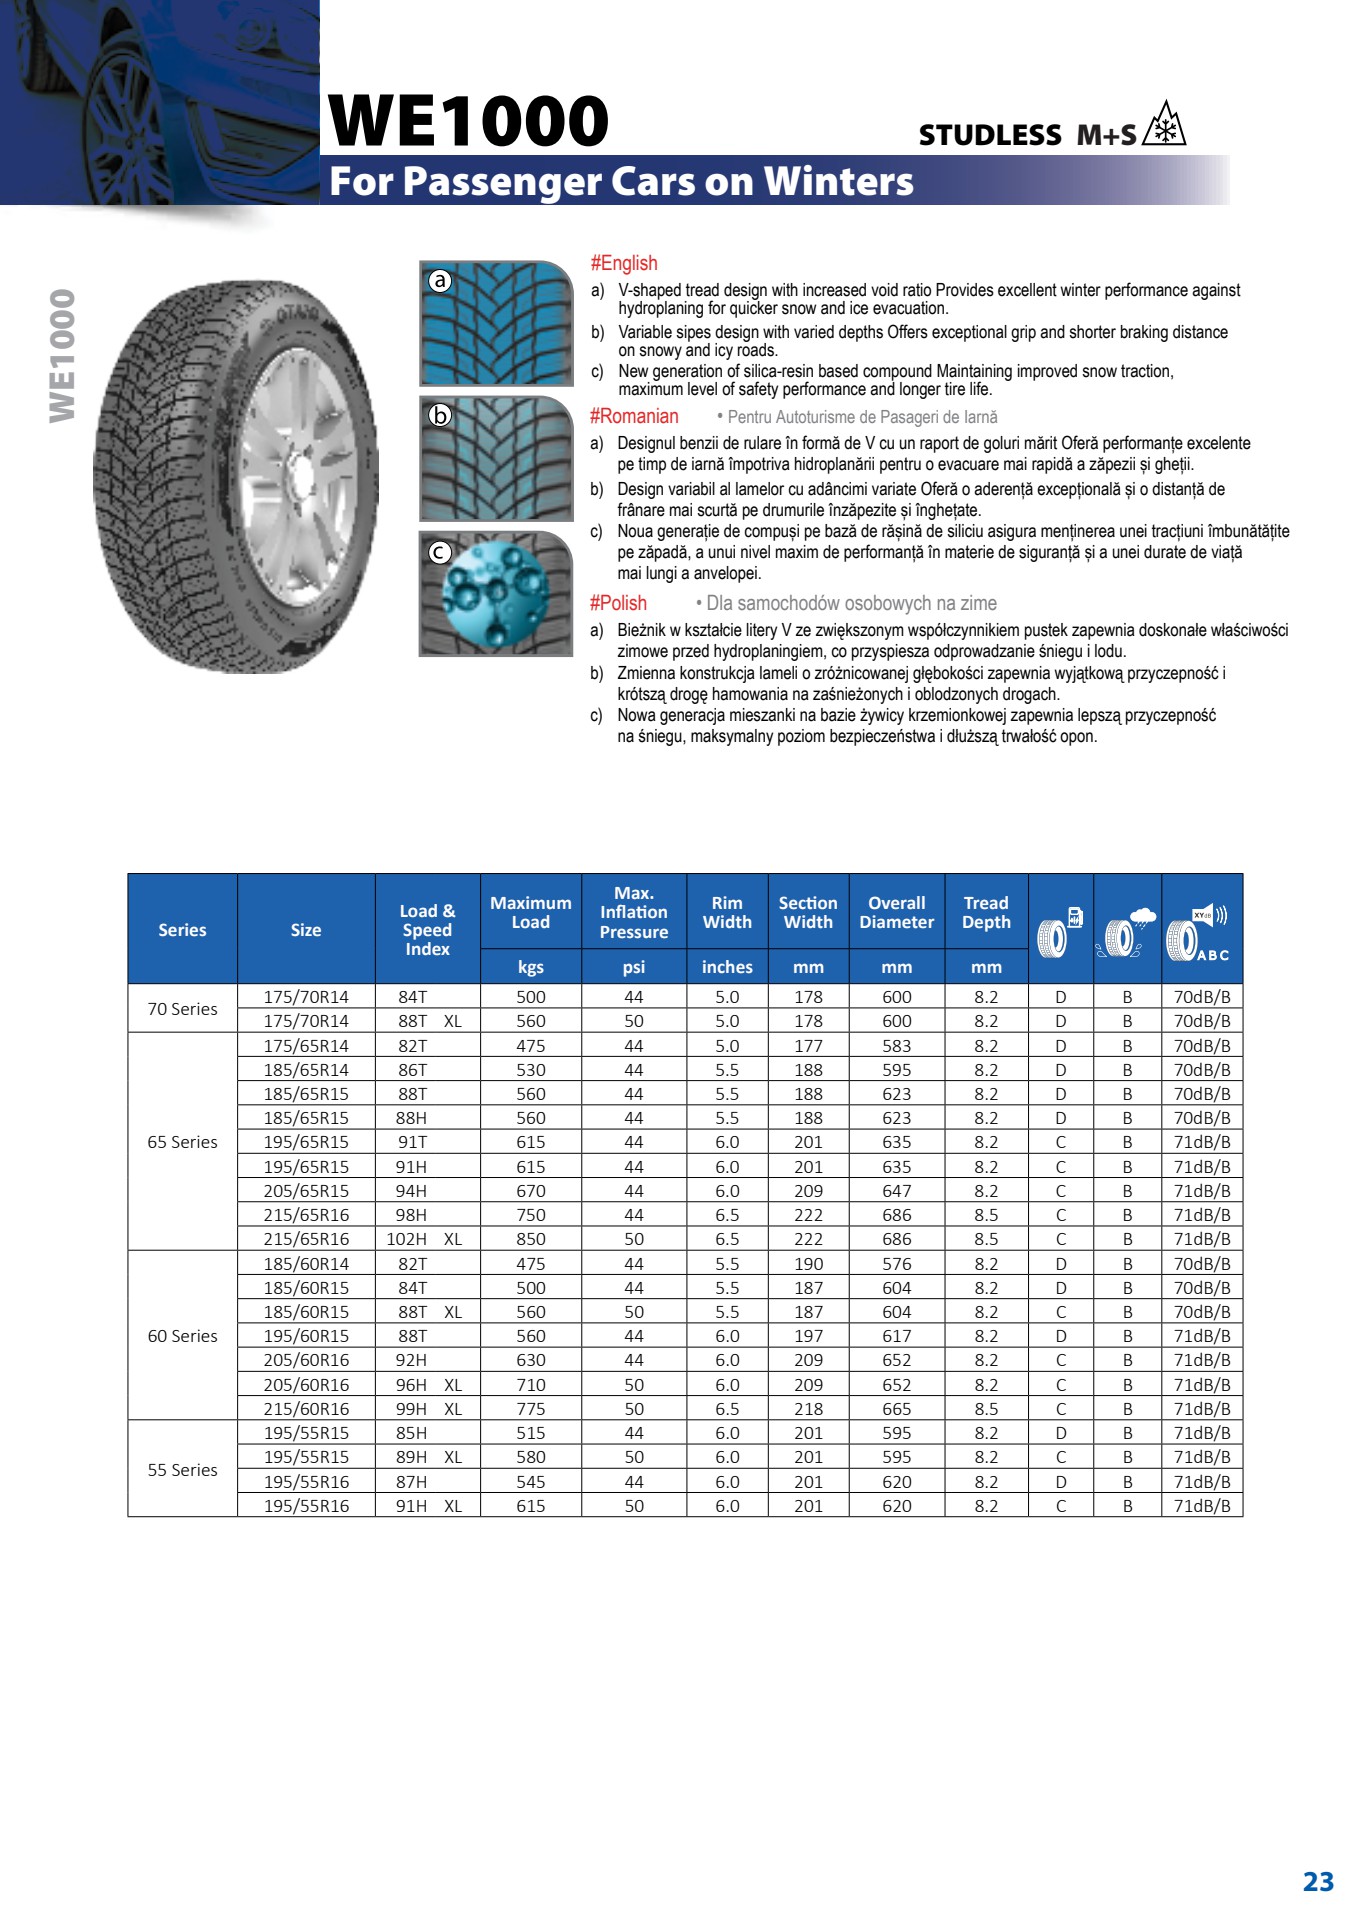 WE1000
STUDLESS M+S
For Passenger Cars on Winters
WE1000
OTANI
a
b
c
#English
a) V-shaped tread design with increased void ratio Provides excellent winter performance against
hydroplaning for quicker snow and ice evacuation.
b) Variable sipes design with varied depths Offers exceptional grip and shorter braking distance
on snowy and icy roads.
c) New generation of silica-resin based compound Maintaining improved snow traction,
maximum level of safety performance and longer tire life.
#Romanian • Pentru Autoturisme de Pasageri de Iarnă
a) Designul benzii de rulare în formă de V cu un raport de goluri mărit Oferă performanțe excelente
pe timp de iarnă împotriva hidroplanării pentru o evacuare mai rapidă a zăpezii și gheții.
b) Design variabil al lamelor cu adâncimi variate Oferă o aderență excepțională și o distanță de
frânare mai scurtă pe drumurile înzăpezite și înghețate.
c) Noua generație de compuși pe bază de rășină de siliciu asigura menținerea unei tracțiuni îmbunătățite
pe zăpadă, a unui nivel maxim de performanță în materie de siguranță și a unei durate de viață
mai lungi a anvelopei.
#Polish • Dla samochodów osobowych na zime
a) Bieżnik w kształcie litery V ze zwiększonym współczynnikiem pustek zapewnia doskonałe właściwości
zimowe przed hydroplaningiem, co przyspiesza odprowadzanie śniegu i lodu.
b) Zmienna konstrukcja lameli o zróżnicowanej głębokości zapewnia wyjątkową przyczepność i
krótszą drogę hamowania na zaśnieżonych i oblodzonych drogach.
c) Nowa generacja mieszanki na bazie żywicy krzemionkowej zapewnia lepszą przyczepność
na śniegu, maksymalny poziom bezpieczeństwa i dłuższą trwałość opon.
Series Size Load & Speed Index Maximum Load Max. Inflation Pressure Rim Width Section Width Overall Diameter Tread Depth XYdB ABC
kgs psi inches mm mm mm
70 Series 175/70R14 84T 500 44 5.0 178 600 8.2 D B 70dB/B
175/70R14 88T XL 560 50 5.0 178 600 8.2 D B 70dB/B
65 Series 175/65R14 82T 475 44 5.0 177 583 8.2 D B 70dB/B
185/65R14 86T 530 44 5.5 188 595 8.2 D B 70dB/B
185/65R15 88T 560 44 5.5 188 623 8.2 D B 70dB/B
185/65R15 88H 560 44 5.5 188 623 8.2 D B 70dB/B
195/65R15 91T 615 44 6.0 201 635 8.2 C B 71dB/B
195/65R15 91H 615 44 6.0 201 635 8.2 C B 71dB/B
205/65R15 94H 670 44 6.0 209 647 8.2 C B 71dB/B
215/65R16 98H 750 44 6.5 222 686 8.5 C B 71dB/B
215/65R16 102H XL 850 50 6.5 222 686 8.5 C B 71dB/B
60 Series 185/60R14 82T 475 44 5.5 190 576 8.2 D B 70dB/B
185/60R15 84T 500 44 5.5 187 604 8.2 D B 70dB/B
185/60R15 88T XL 560 50 5.5 187 604 8.2 C B 70dB/B
195/60R15 88T 560 44 6.0 197 617 8.2 D B 71dB/B
205/60R16 92H 630 44 6.0 209 652 8.2 C B 71dB/B
205/60R16 96H XL 710 50 6.0 209 652 8.2 C B 71dB/B
215/60R16 99H XL 775 50 6.5 218 665 8.5 C B 71dB/B
55 Series 195/55R15 85H 515 44 6.0 201 595 8.2 D B 71dB/B
195/55R15 89H XL 580 50 6.0 201 595 8.2 C B 71dB/B
195/55R16 87H 545 44 6.0 201 620 8.2 D B 71dB/B
195/55R16 91H XL 615 50 6.0 201 620 8.2 C B 71dB/B
23